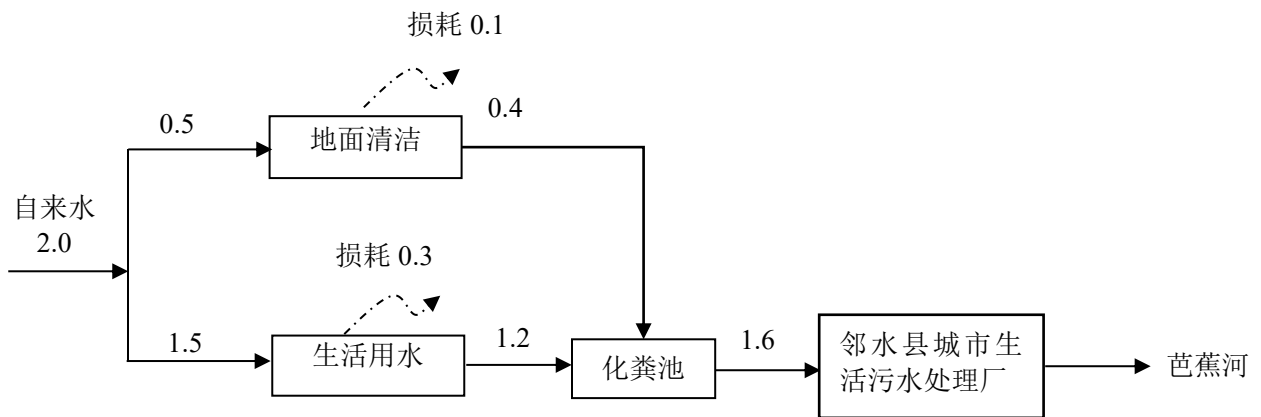 损耗 0.1
0.5
地面清洁
0.4
自来水
2.0
损耗 0.3
1.5
生活用水
1.2
化粪池
1.6
邻水县城市生
活污水处理厂
芭蕉河